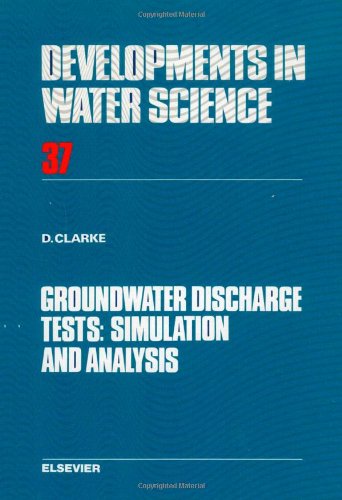 DEVELOPMENTS IN
WATER SCIENCE
37
D. CLARKE
GROUNDWATER DISCHARGE
TESTS: SIMULATION
AND ANALYSIS
ELSEVIER